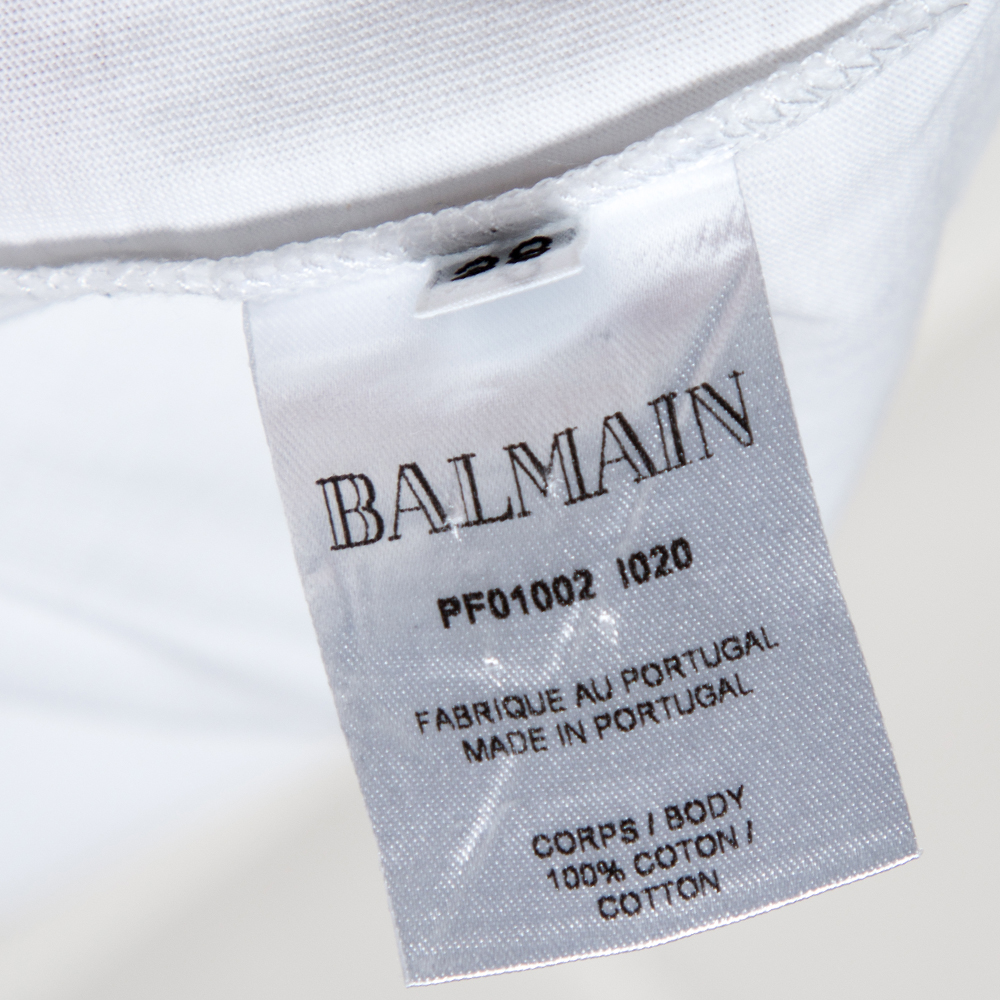 BALMAIN
PF01002 I020
FABRIQUE AU PORTUGAL
MADE IN PORTUGAL
CORPS / BODY
100% COTON /
COTTON